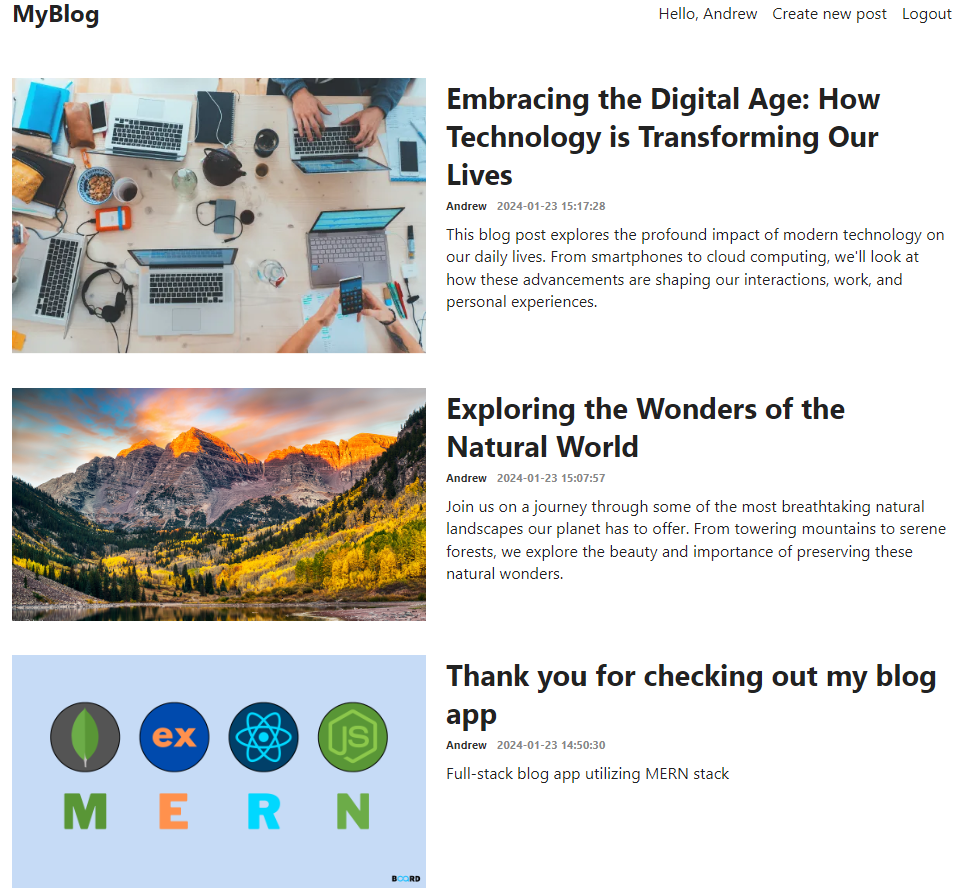 MyBlog
Hello, Andrew Create new post Logout
Embracing the Digital Age: How
Technology is Transforming Our
Lives
Andrew 2024-01-23 15:17:28
This blog post explores the profound impact of modern technology on
our daily lives. From smartphones to cloud computing, we'll look at
how these advancements are shaping our interactions, work, and
personal experiences.
Exploring the Wonders of the
Natural World
Andrew 2024-01-23 15:07:57
Join us on a journey through some of the most breathtaking natural
landscapes our planet has to offer. From towering mountains to serene
forests, we explore the beauty and importance of preserving these
natural wonders.
ex JS
M E R N
Thank you for checking out my blog
app
Andrew 2024-01-23 14:50:30
Full-stack blog app utilizing MERN stack